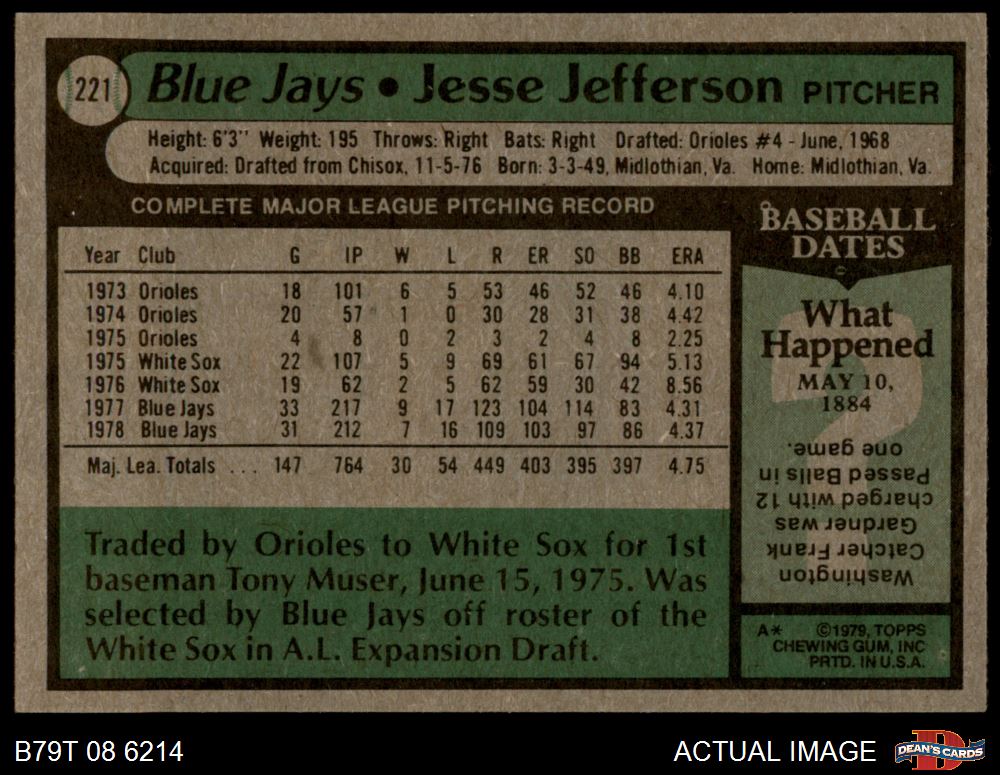 221 Blue Jays • Jesse Jefferson PITCHER
Height: 6'3" Weight: 195 Throws: Right Bats: Right Drafted: Orioles #4 - June, 1968
Acquired: Drafted from Chisox, 11-5-76 Born: 3-3-49, Midlothian, Va. Home: Midlothian, Va.
COMPLETE MAJOR LEAGUE PITCHING RECORD
Year Club G IP W L R ER SO BB ERA
1973 Orioles 18 101 6 5 53 46 52 46 4.10
1974 Orioles 20 57 1 0 30 28 31 38 4.42
1975 Orioles 4 8 0 2 3 2 4 8 2.25
1975 White Sox 22 107 5 9 69 61 67 94 5.13
1976 White Sox 19 62 2 5 62 59 30 42 8.56
1977 Blue Jays 33 217 9 17 123 104 114 83 4.31
1978 Blue Jays 31 212 7 16 109 103 97 86 4.37
Maj. Lea. Totals ... 147 764 30 54 449 403 395 397 4.75
Traded by Orioles to White Sox for 1st
baseman Tony Muser, June 15, 1975. Was
selected by Blue Jays off roster of the
White Sox in A.L. Expansion Draft.
BASEBALL
DATES
What
Happened
MAY 10,
1884
Washington
Catcher Frank
Gardner was
charged with 12
Passed Balls in
one game.
A* ©1979, TOPPS
CHEWING GUM, INC
PRTD. IN U.S.A.
B79T 08 6214
ACTUAL IMAGE
DEAN'S CARDS